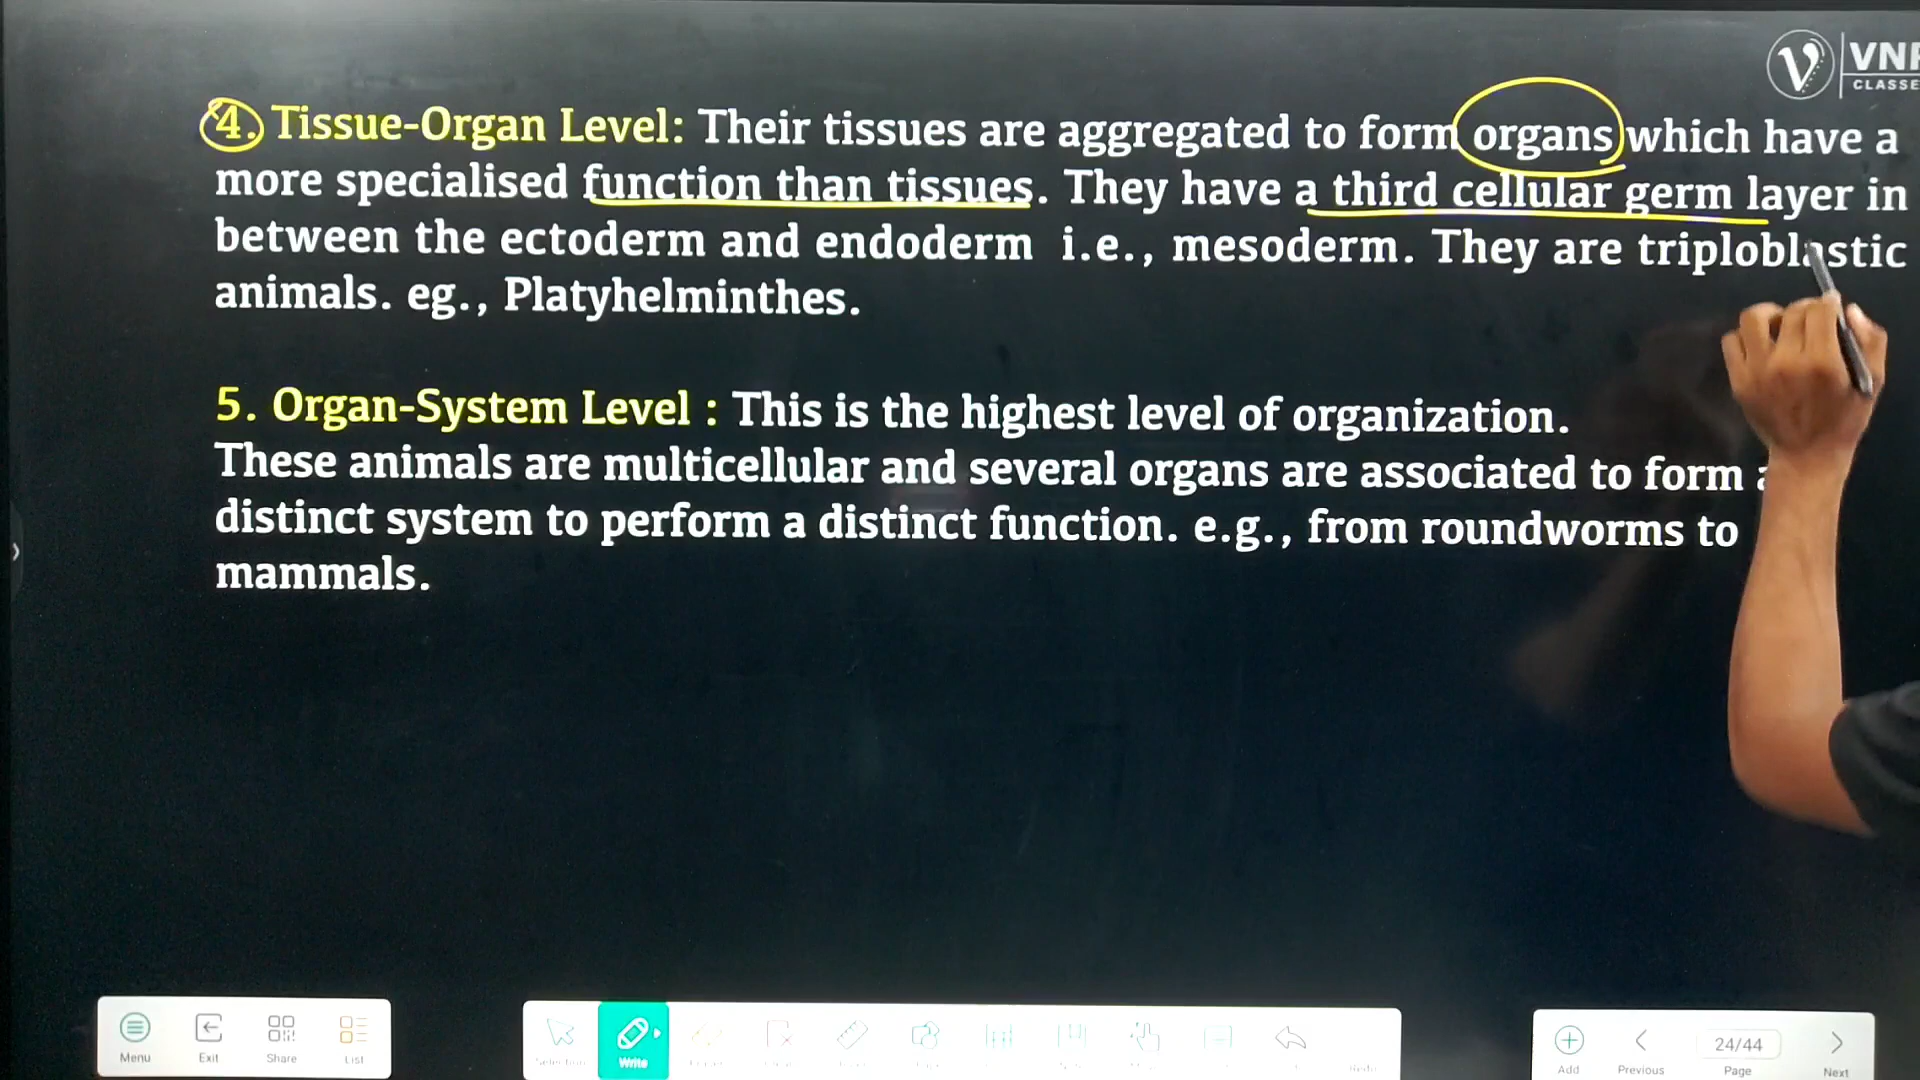 VNP
CLASSE
4. Tissue-Organ Level: Their tissues are aggregated to form organs which have a
more specialised function than tissues. They have a third cellular germ layer in
between the ectoderm and endoderm i.e., mesoderm. They are triploblastic
animals. eg., Platyhelminthes.
5. Organ-System Level : This is the highest level of organization.
These animals are multicellular and several organs are associated to form a
distinct system to perform a distinct function. e.g., from roundworms to
mammals.
Menu Exit Share List Selection Write Redo Add Previous 24/44 Page Next